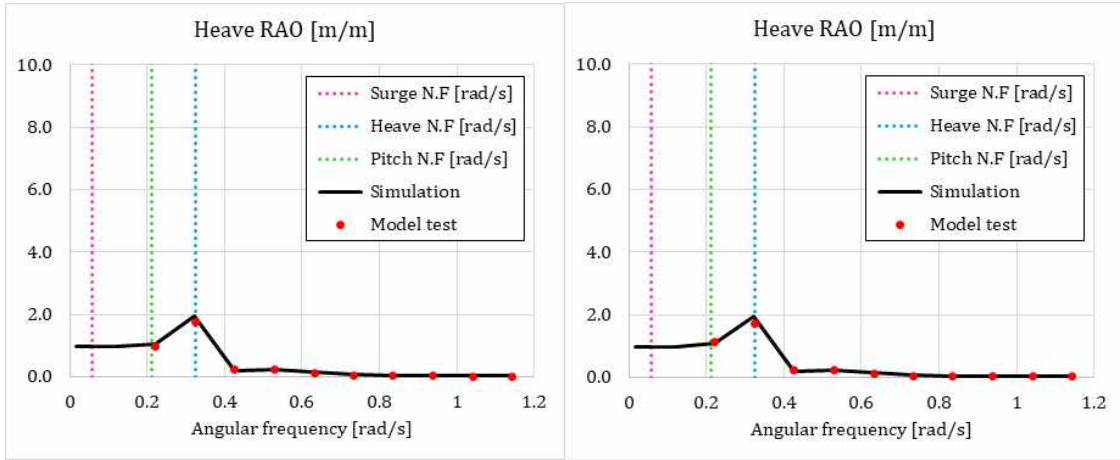 Heave RAO [m/m]
10.0
8.0
6.0
4.0
2.0
0.0
0
0.2
0.4
0.6
0.8
1
1.2
Angular frequency [rad/s]
Surge N.F [rad/s]
Heave N.F [rad/s]
Pitch N.F [rad/s]
Simulation
Model test
Heave RAO [m/m]
10.0
8.0
6.0
4.0
2.0
0.0
0
0.2
0.4
0.6
0.8
1
1.2
Angular frequency [rad/s]
Surge N.F [rad/s]
Heave N.F [rad/s]
Pitch N.F [rad/s]
Simulation
Model test